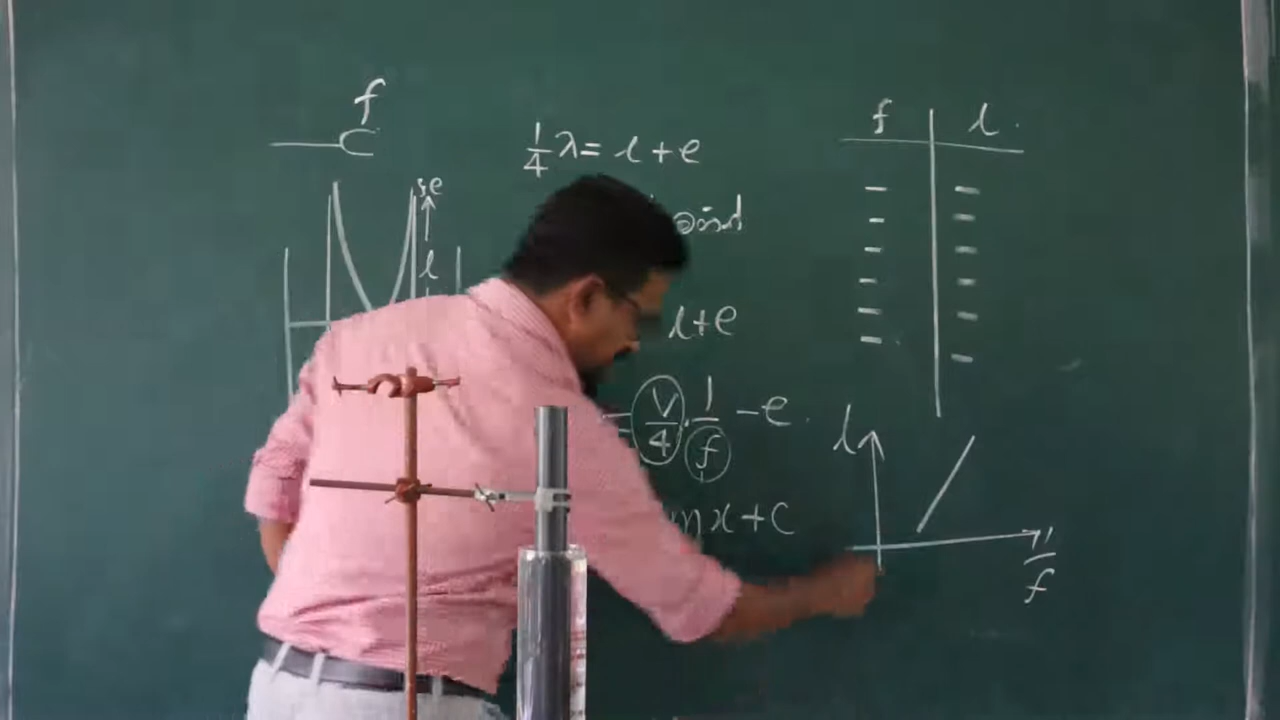 f
e
l
1/4 λ = l + e
l + e
= V/4 . 1/f - e
mx + c
f | l
l
1/f